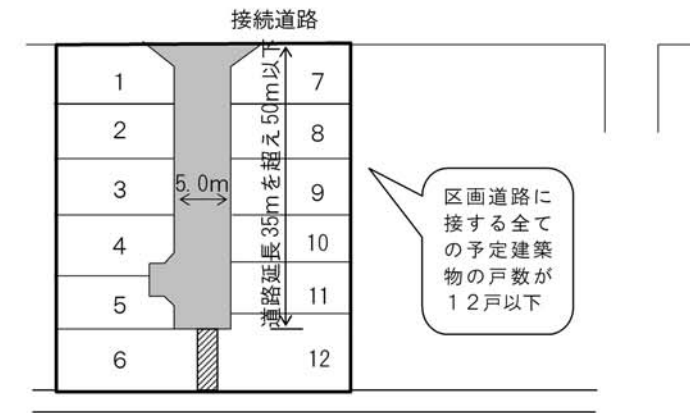 接続道路
1
2
3
4
5
6
5.0m
道路延長35mを超え50m以下
7
8
9
10
11
12
区画道路に
接する全て
の予定建築
物の戸数が
12戸以下